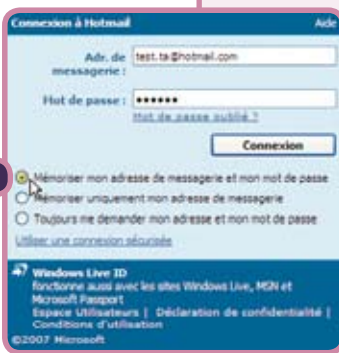 Connexion à Hotmail Aide
Adr. de test.ta@hotmail.com
messagerie :
Mot de passe : ••••••
Mot de passe oublié ?
Connexion
Mémoriser mon adresse de messagerie et mon mot de passe
Mémoriser uniquement mon adresse de messagerie
Toujours me demander mon adresse et mon mot de passe
Utiliser une connexion sécurisée
Windows Live ID
fonctionne aussi avec les sites Windows Live, MSN et
Microsoft Passport
Espace Utilisateurs | Déclaration de confidentialité |
Conditions d'utilisation
©2007 Microsoft